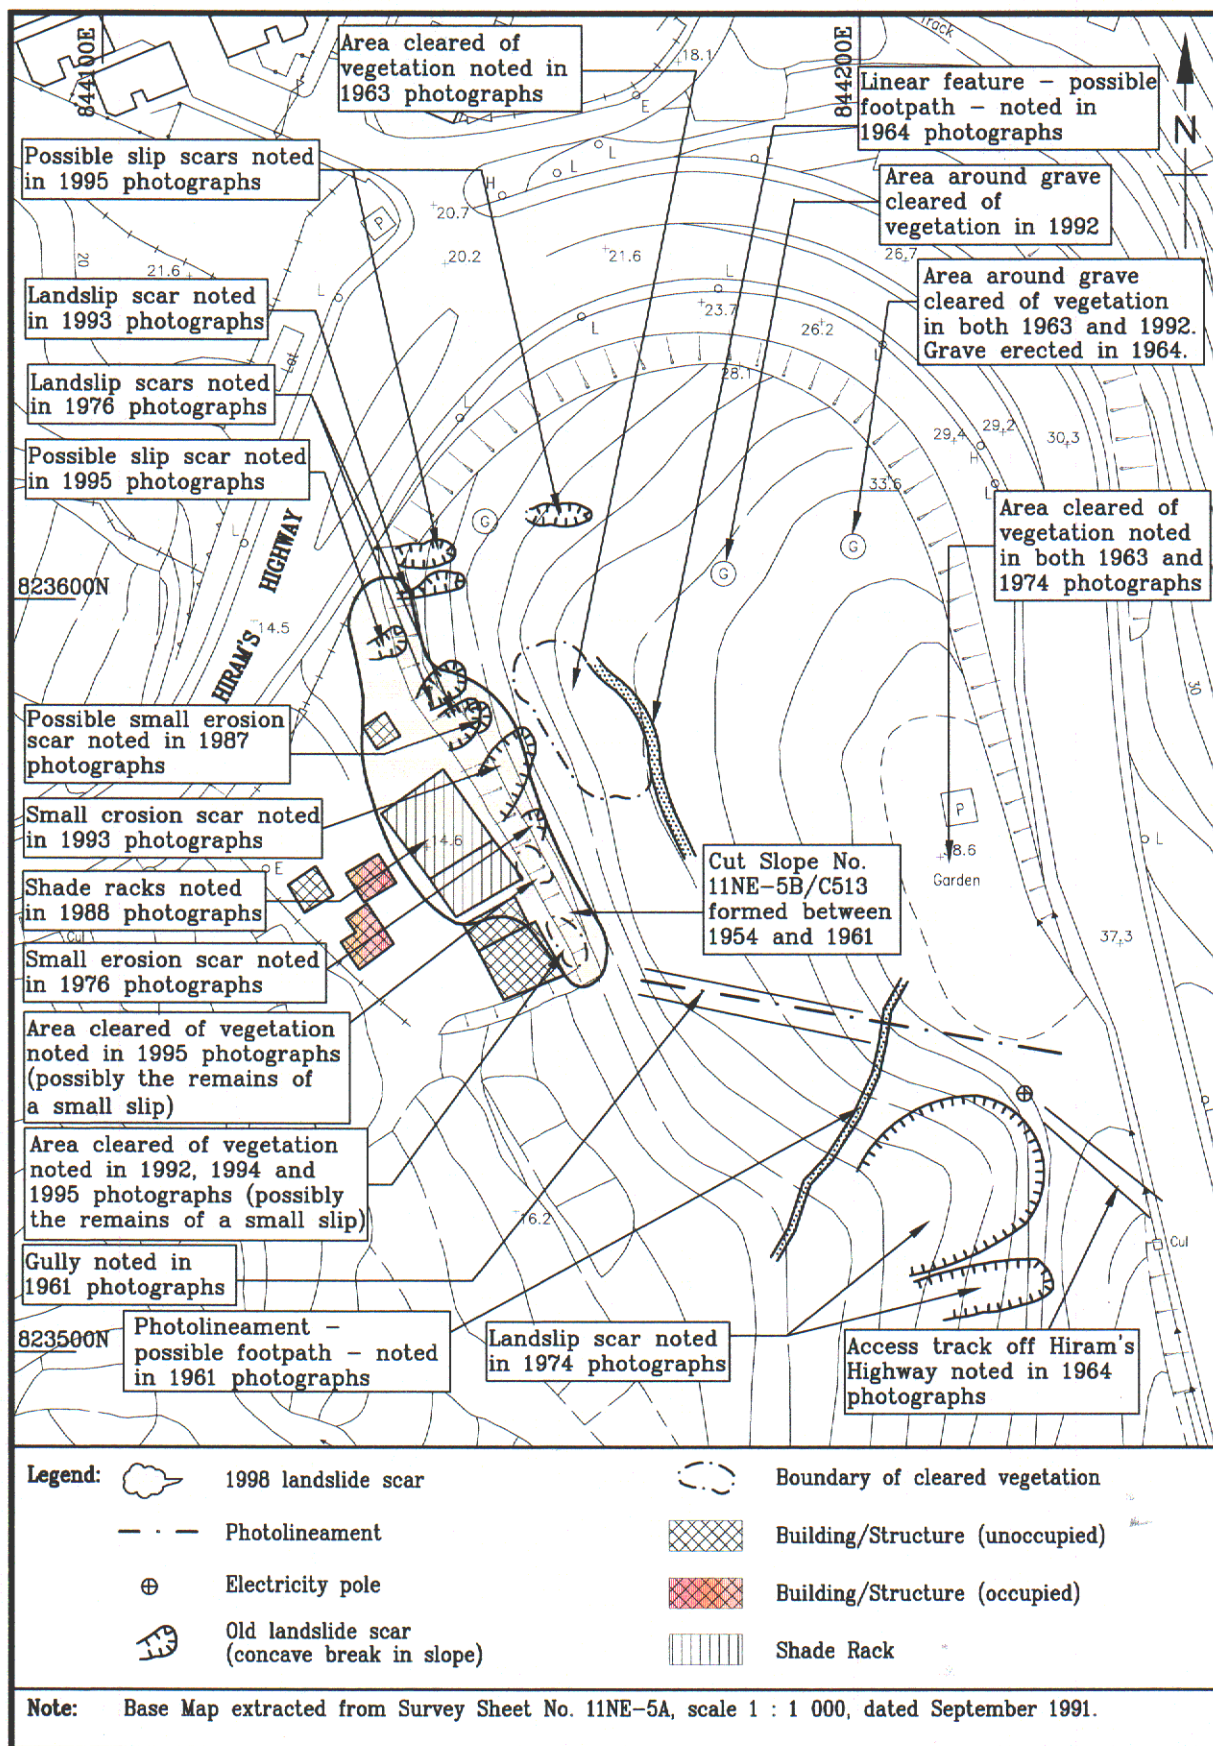 844100E
Area cleared of
vegetation noted in
1963 photographs
18.1
E
844200E
Track
Linear feature – possible
footpath – noted in
1964 photographs
N
Possible slip scars noted
in 1995 photographs
Area around grave
cleared of
vegetation in 1992
L
L
L
H
20.7
P
20.2
21.6
26.7
20
21.6
Landslip scar noted
in 1993 photographs
Area around grave
cleared of vegetation
in both 1963 and 1992.
Grave erected in 1964.
L
L
23.7
26.2
L
L
Lot
28.1
Landslip scars noted
in 1976 photographs
L
29.4
29.2
30.3
H
Possible slip scar noted
in 1995 photographs
33.6
L
Area cleared of
vegetation noted
in both 1963 and
1974 photographs
G
G
G
L
HIRAM'S HIGHWAY
823600N
14.5
30
Possible small erosion
scar noted in 1987
photographs
Small erosion scar noted
in 1993 photographs
P
L
14.6
38.6
Garden
Cut Slope No.
11NE-5B/C513
formed between
1954 and 1961
E
Shade racks noted
in 1988 photographs
Cul
37.3
Small erosion scar noted
in 1976 photographs
Area cleared of vegetation
noted in 1995 photographs
(possibly the remains of
a small slip)
Area cleared of vegetation
noted in 1992, 1994 and
1995 photographs (possibly
the remains of a small slip)
16.2
L
Cul
Gully noted in
1961 photographs
823500N
Photolineament –
possible footpath – noted
in 1961 photographs
Landslip scar noted
in 1974 photographs
Access track off Hiram's
Highway noted in 1964
photographs
Legend:
1998 landslide scar
Boundary of cleared vegetation
Photolineament
Building/Structure (unoccupied)
Electricity pole
Building/Structure (occupied)
Old landslide scar
(concave break in slope)
Shade Rack
Note: Base Map extracted from Survey Sheet No. 11NE-5A, scale 1 : 1 000, dated September 1991.